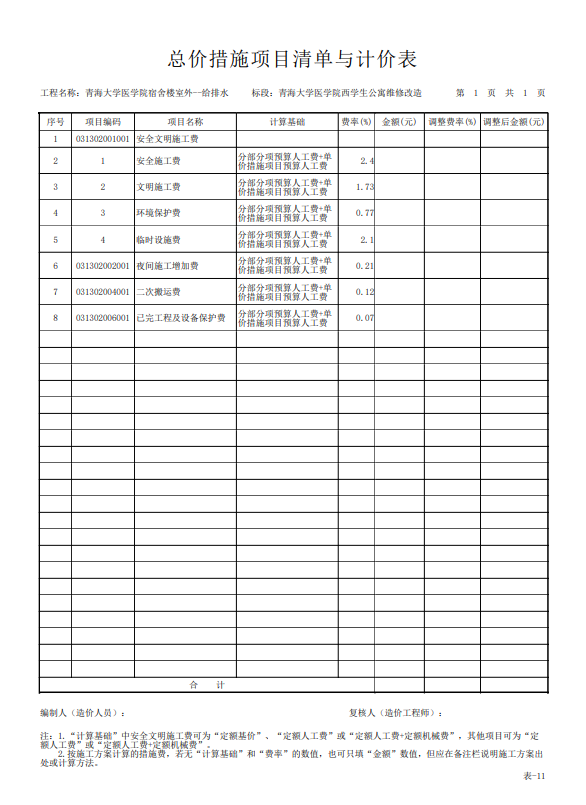 总价措施项目清单与计价表
工程名称：青海大学医学院宿舍楼室外一给排水 标段：青海大学医学院西学生公寓维修改造 第 1 页 共 1 页
序号 项目编码 项目名称 计算基础 费率(%) 金额(元) 调整费率(%) 调整后金额(元)
1 031302001001 安全文明施工费
2 1 安全施工费 分部分项预算人工费+单价措施项目预算人工费 2.4
3 2 文明施工费 分部分项预算人工费+单价措施项目预算人工费 1.73
4 3 环境保护费 分部分项预算人工费+单价措施项目预算人工费 0.77
5 4 临时设施费 分部分项预算人工费+单价措施项目预算人工费 2.1
6 031302002001 夜间施工增加费 分部分项预算人工费+单价措施项目预算人工费 0.21
7 031302004001 二次搬运费 分部分项预算人工费+单价措施项目预算人工费 0.12
8 031302006001 已完工程及设备保护费 分部分项预算人工费+单价措施项目预算人工费 0.07
合 计
编制人（造价人员）： 复核人（造价工程师）：
注：1.“计算基础”中安全文明施工费可为“定额基价”、“定额人工费”或“定额人工费+定额机械费”，其他项目可为“定
额人工费”或“定额人工费+定额机械费”。
2.按施工方案计算的措施费，若无“计算基础”和“费率”的数值，也可只填“金额”数值，但应在备注栏说明施工方案出
处或计算方法。
表-11